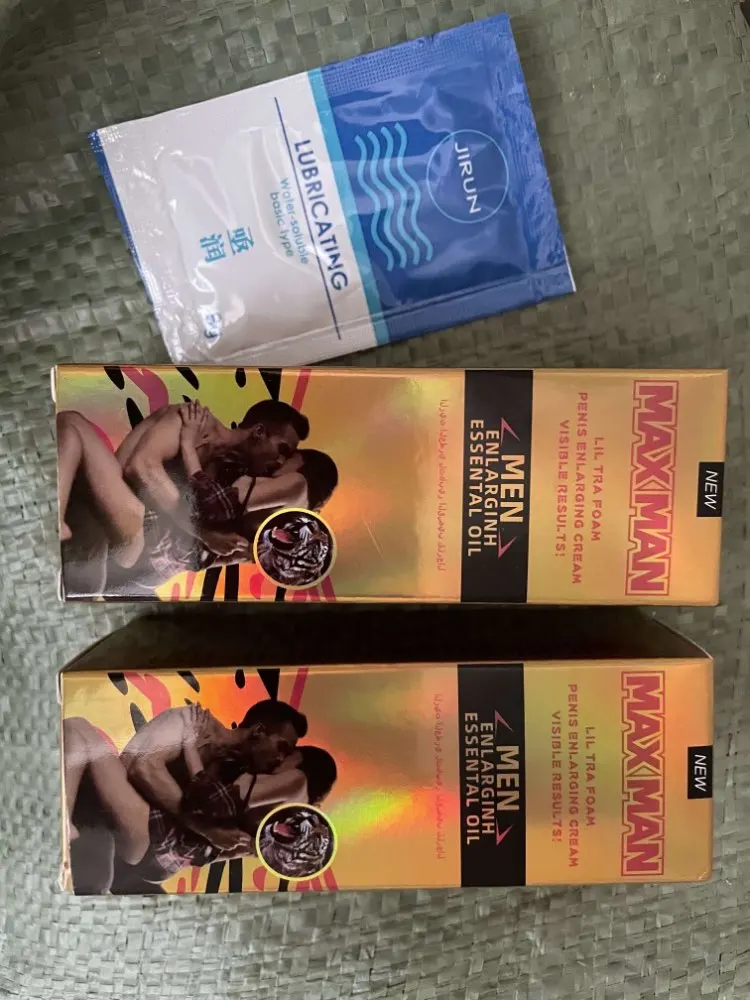 JIRUN
LUBRICATING
Water-soluble
basic type
吸
润
NEW
MAXMAN
LIL TRA FOAM
PENIS ENLARGING CREAM
VISIBLE RESULTS!
MEN
ENLARGINH
ESSENTAL OIL
NEW
MAXMAN
LIL TRA FOAM
PENIS ENLARGING CREAM
VISIBLE RESULTS!
MEN
ENLARGINH
ESSENTAL OIL